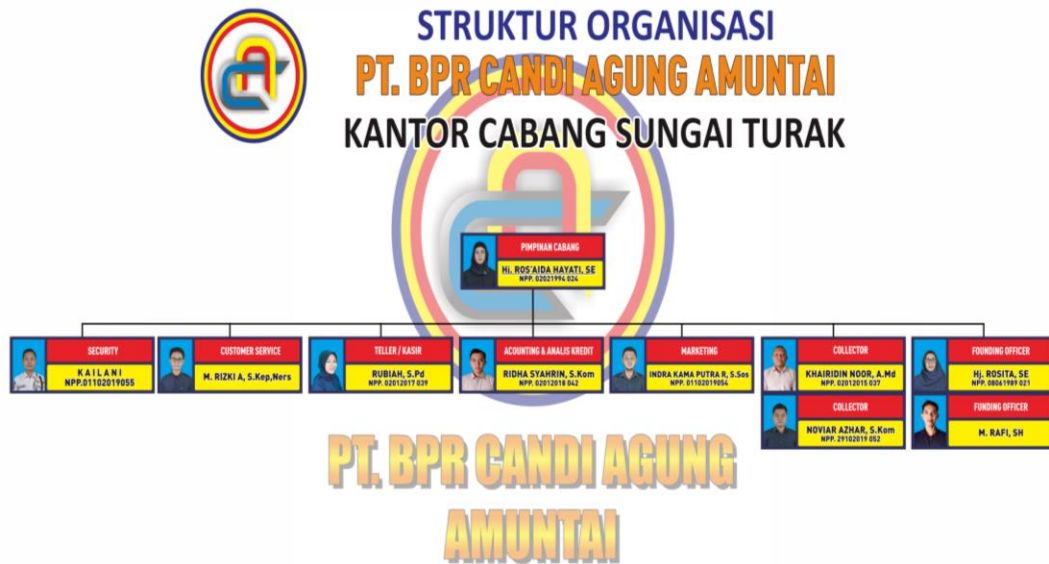 STRUKTUR ORGANISASI
PT. BPR CANDI AGUNG AMUNTAI
KANTOR CABANG SUNGAI TURAK
PIMPINAN CABANG
Hi. ROS'AIDA HAYATI, SE
NPP. 02021994 024
SECURITY
KAILANI
NPP.01102019055
CUSTOMER SERVICE
M. RIZKI A, S.Kep,Ners
TELLER / KASIR
RUBIAH, S.Pd
NPP. 02012017 039
ACOUNTING & ANALIS KREDIT
RIDHA SYAHRIN, S.Kom
NPP. 02012018 042
MARKETING
INDRA KAMA PUTRA R, S.Sos
NPP. 01102019054
COLLECTOR
KHAIRIDIN NOOR, A.Md
NPP. 02012015 037
COLLECTOR
NOVIAR AZHAR, S.Kom
NPP. 29102019 052
FOUNDING OFFICER
Hj. ROSITA, SE
NPP. 08061989 021
FUNDING OFFICER
M. RAFI, SH
PT. BPR CANDI AGUNG
AMUNTAI